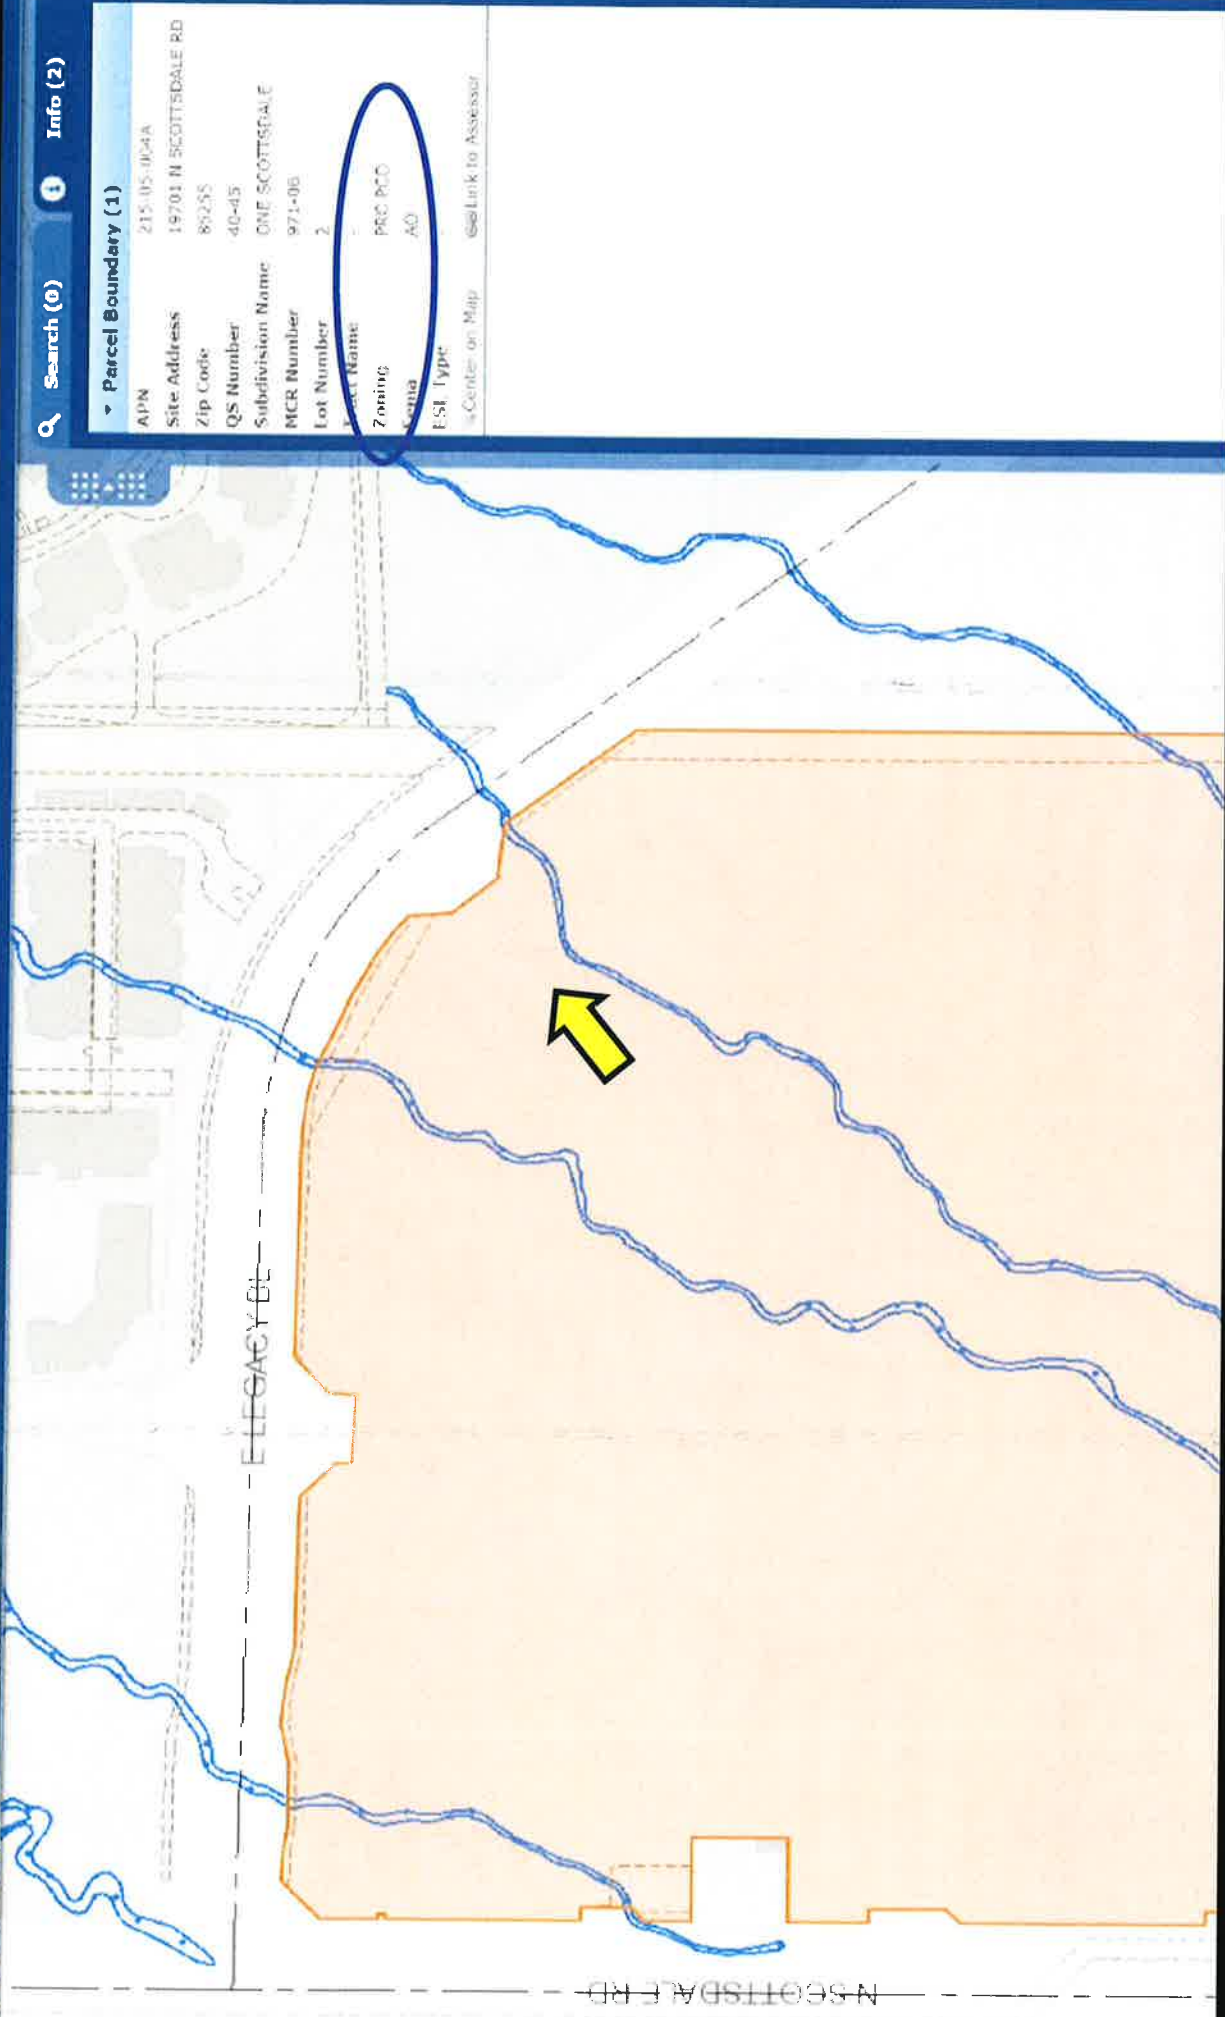 Search (0) Info (2)
Parcel Boundary (1)
APN 215-05-004A
Site Address 19701 N SCOTTSDALE RD
Zip Code 85255
QS Number 40-45
Subdivision Name ONE SCOTTSDALE
MCR Number 971-06
Lot Number 2
Name -
Zoning PRC PCD
Fema AO
ESL Type -
Center on Map Link to Assessor
E LEGACY BL
N SCOTTSDALE RD